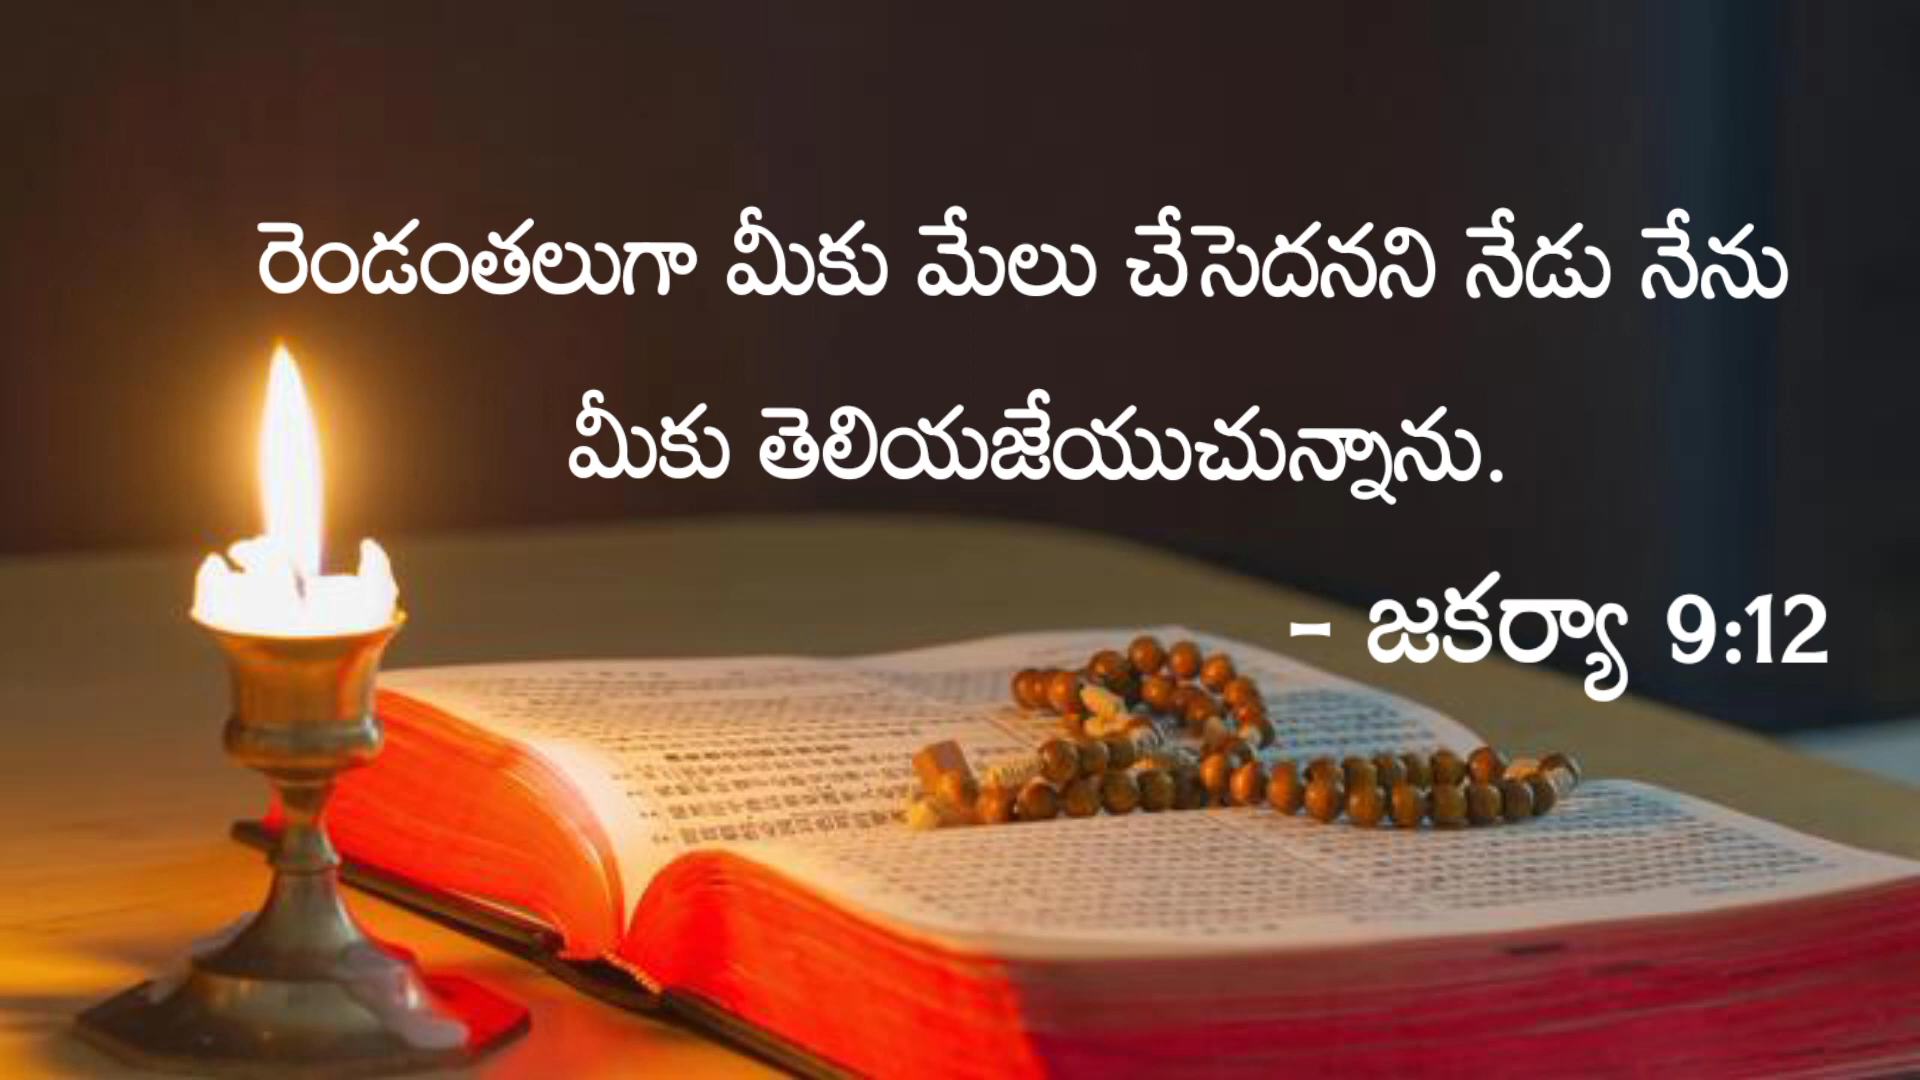 రెండంతలుగా మీకు మేలు చేసెదనని నేడు నేను
మీకు తెలియజేయుచున్నాను.
- జకర్యా 9:12